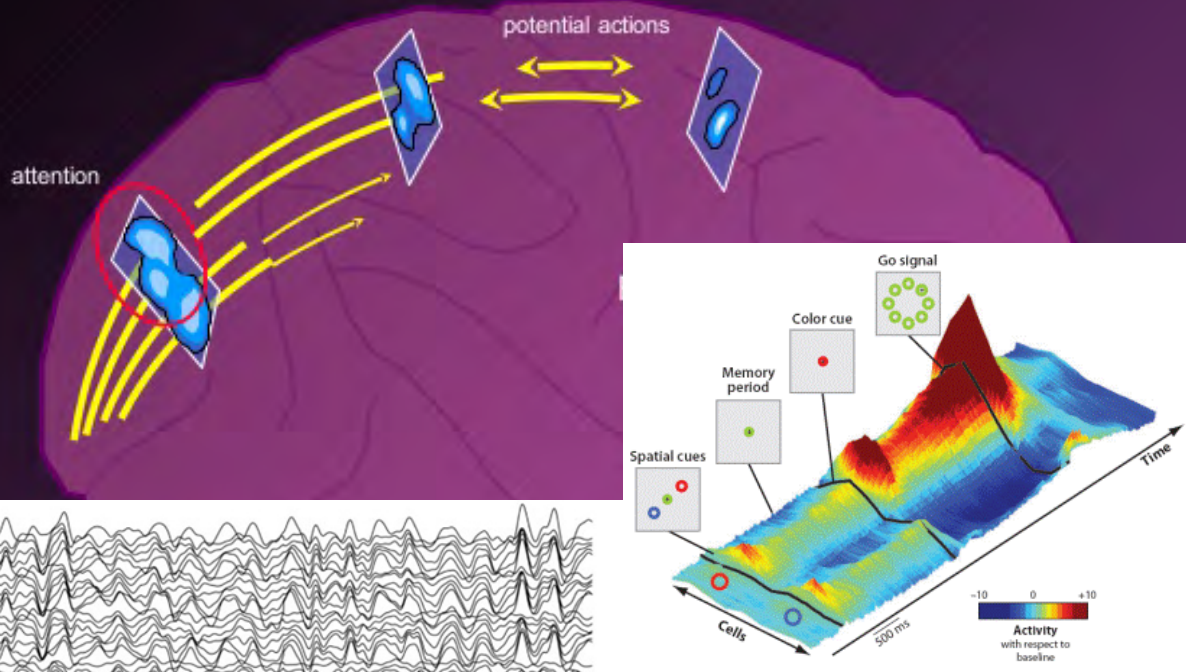 potential actions
attention
Go signal
Color cue
Memory
period
Spatial cues
Time
-10
0
+10
Activity
with respect to
baseline
500 ms
Cells